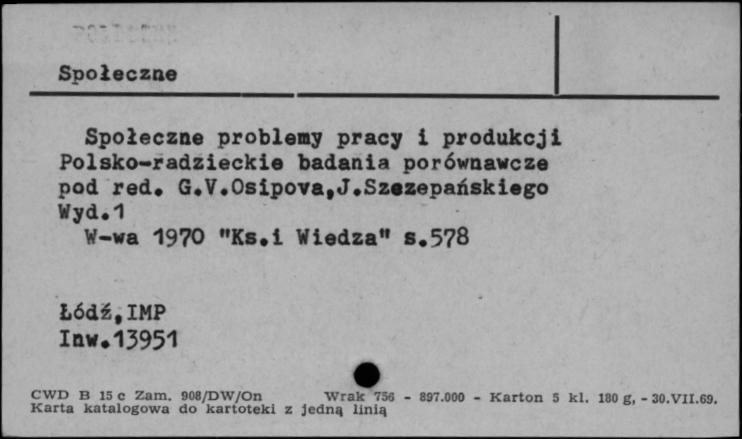 Społeczne
Społeczne problemy pracy i produkcji
Polsko-radzieckie badania porównawcze
pod red. G.V.Osipova,J.Szczepańskiego
Wyd.1
W-wa 1970 "Ks.i Wiedza" s.578
Łódź,IMP
Inw.13951
CWD B 15 c Zam. 908/DW/On Wrak 756 - 897.000 - Karton 5 kl. 180 g, - 30.VII.69.
Karta katalogowa do kartoteki z jedną linią